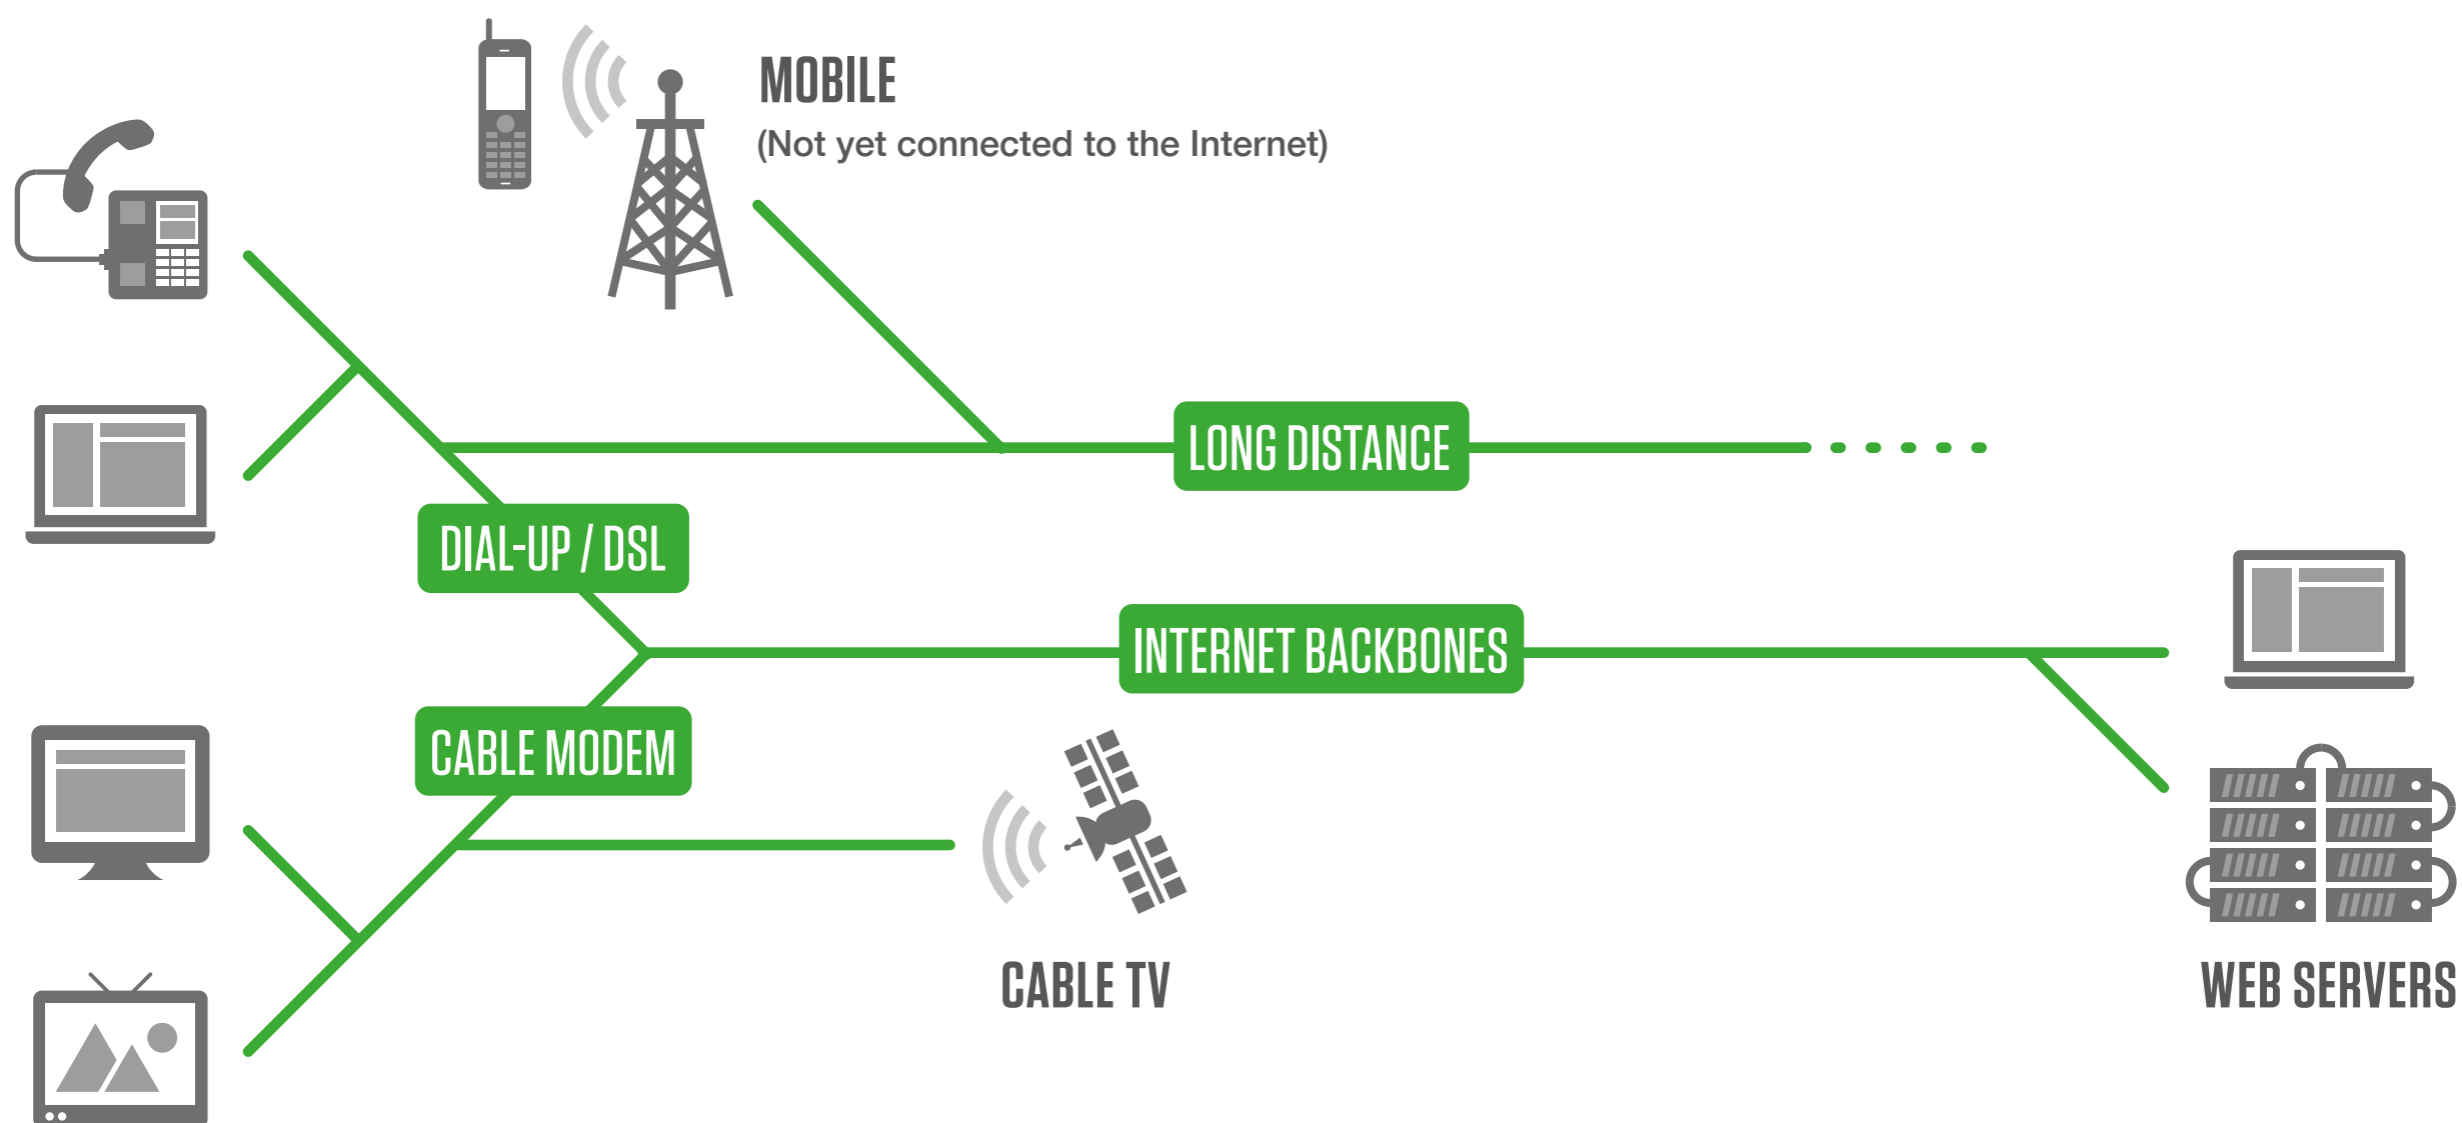 MOBILE
(Not yet connected to the Internet)
LONG DISTANCE
DIAL-UP / DSL
INTERNET BACKBONES
CABLE MODEM
CABLE TV
WEB SERVERS